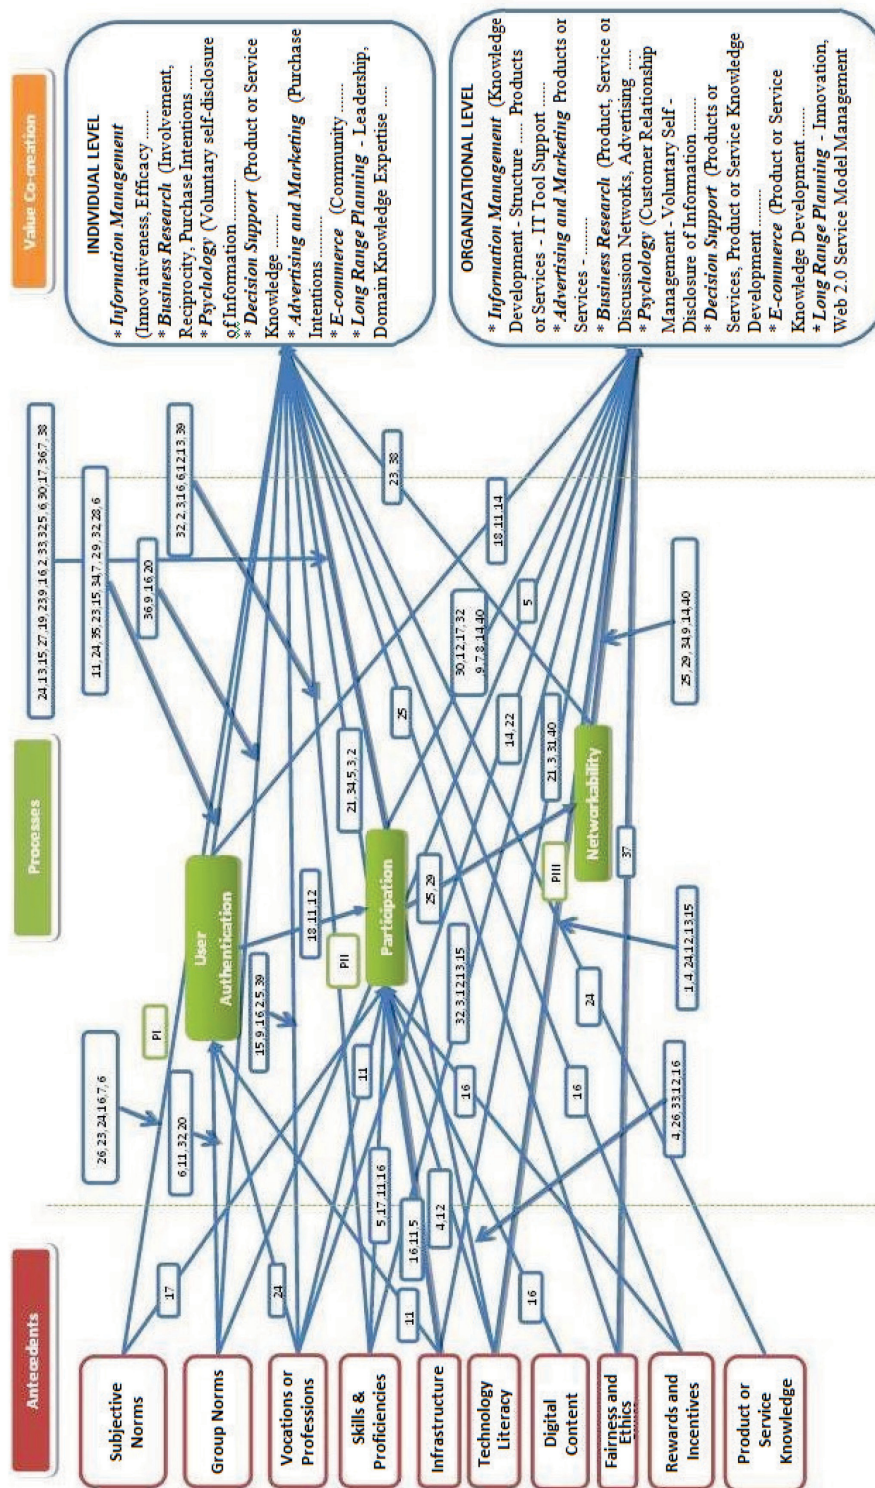 Antecedents
Processes
Value Co-creation
Subjective
Norms
Group Norms
Vocations or
Professions
Skills &
Proficiencies
Infrastructure
Technology
Literacy
Digital
Content
Fairness and
Ethics
Rewards and
Incentives
Product or
Service
Knowledge
26,23,24,16,7,6
PI
6,11,32,20
17
24
15,9,16,2,5,39
11
5,17,11,16
16,11,5
4,12
11
16
User
Authentication
18,11,12
PII
Participation
25,29
32,3,12,13,15
16
4,26,33,12,16
16
24
1,4,24,12,13,15
PIII
Networkability
37
24,13,15,27,19,23,9,16,2,33,325,6,30,17,36,7,38
11,24,35,23,15,34,7,2,9,32,28,6
36,9,16,20
32,2,3,16,6,12,13,39
21,34,5,3,2
25
30,12,17,32
,9,7,8,14,40
14,22
5
21,3,31,40
23,38
18,11,14
25,29,34,9,14,40
INDIVIDUAL LEVEL
* Information Management
(Innovativeness, Efficacy .......
* Business Research (Involvement,
Reciprocity, Purchase Intentions ......
* Psychology (Voluntary self-disclosure
of Information ..........
* Decision Support (Product or Service
Knowledge ........
* Advertising and Marketing (Purchase
Intentions ..........
* E-commerce (Community ........
* Long Range Planning - Leadership,
Domain Knowledge Expertise .....
ORGANIZATIONAL LEVEL
* Information Management (Knowledge
Development - Structure ..... Products
or Services - IT Tool Support ......
* Advertising and Marketing Products or
Services - ........
* Business Research (Product, Service or
Discussion Networks, Advertising .....
* Psychology (Customer Relationship
Management - Voluntary Self -
Disclosure of Information ........
* Decision Support (Products or
Services, Product or Service Knowledge
Development ..........
* E-commerce (Product or Service
Knowledge Development ......
* Long Range Planning - Innovation,
Web 2.0 Service Model Management